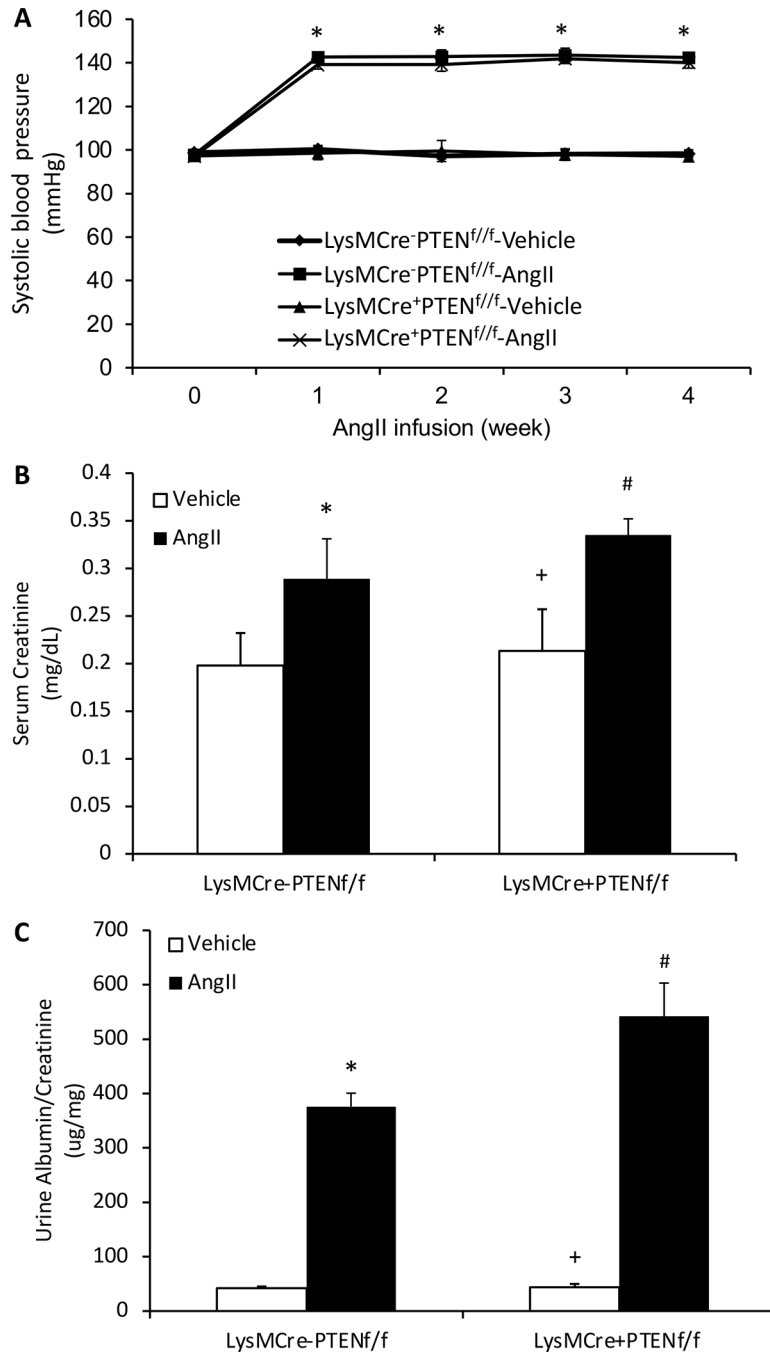 A
160
140
120
100
80
60
40
20
0
Systolic blood pressure
(mmHg)
* * * *
LysMCre⁻PTENᶠ//ᶠ-Vehicle
LysMCre⁻PTENᶠ//ᶠ-AngII
LysMCre⁺PTENᶠ//ᶠ-Vehicle
LysMCre⁺PTENᶠ//ᶠ-AngII
0 1 2 3 4
AngII infusion (week)
B
0.4
0.35
0.3
0.25
0.2
0.15
0.1
0.05
0
Serum Creatinine
(mg/dL)
Vehicle
AngII
*
+
#
LysMCre-PTENf/f LysMCre+PTENf/f
C
700
600
500
400
300
200
100
0
Urine Albumin/Creatinine
(ug/mg)
Vehicle
AngII
*
+
#
LysMCre-PTENf/f LysMCre+PTENf/f